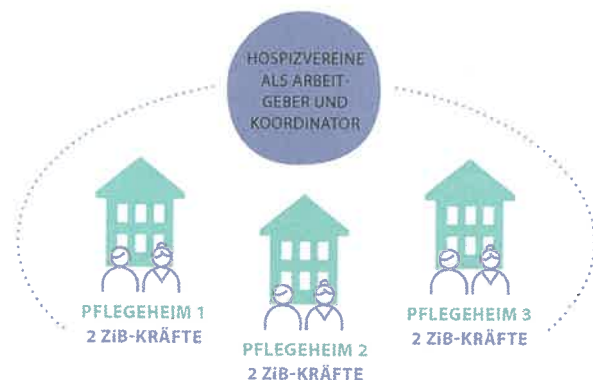 HOSPIZVEREINE
ALS ARBEIT-
GEBER UND
KOORDINATOR
PFLEGEHEIM 1
2 ZiB-KRÄFTE
PFLEGEHEIM 2
2 ZiB-KRÄFTE
PFLEGEHEIM 3
2 ZiB-KRÄFTE